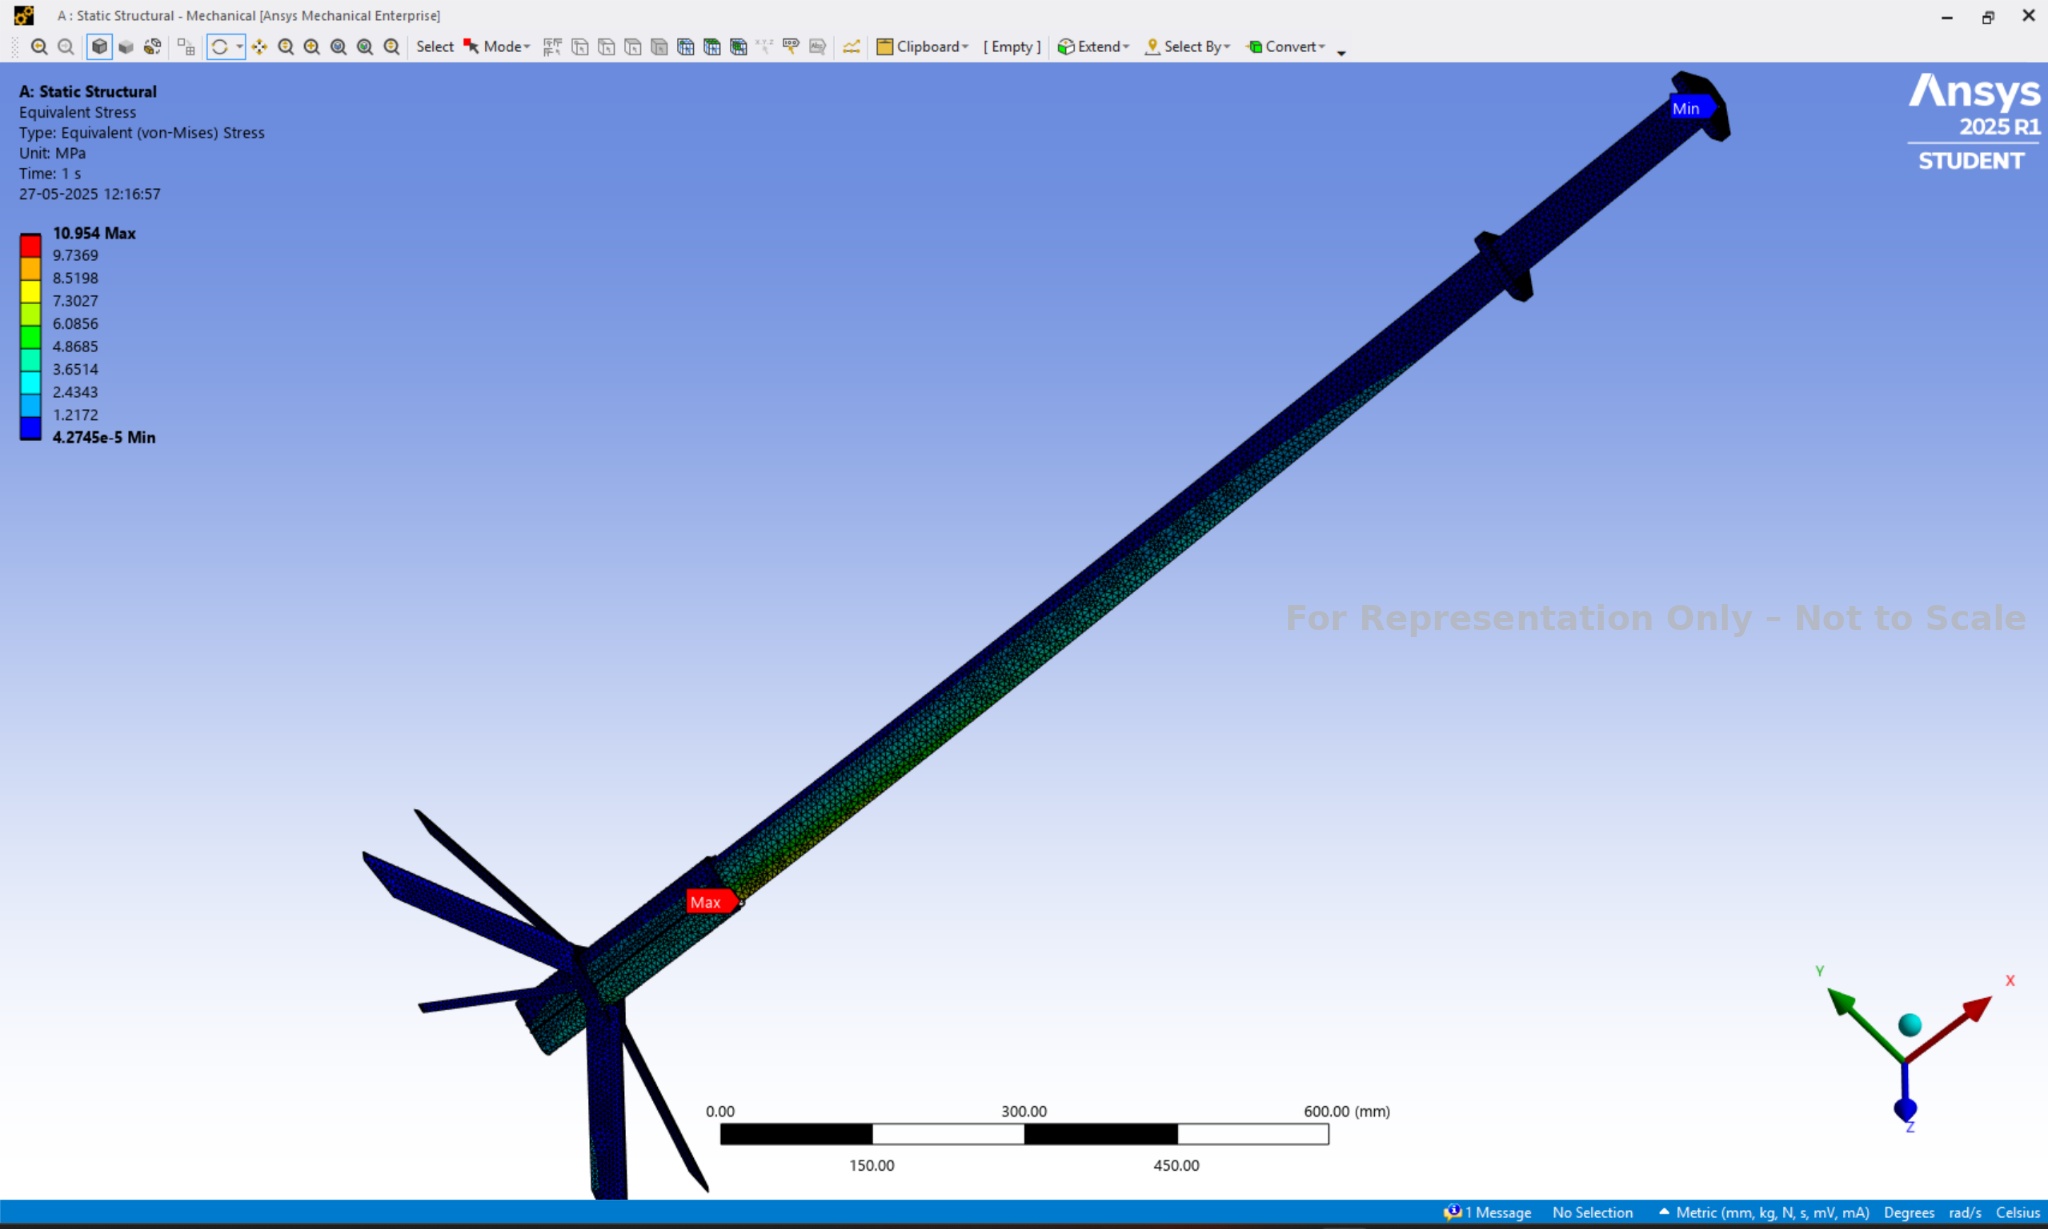 A : Static Structural - Mechanical [Ansys Mechanical Enterprise]
Select Mode Clipboard [ Empty ] Extend Select By Convert
A: Static Structural
Equivalent Stress
Type: Equivalent (von-Mises) Stress
Unit: MPa
Time: 1 s
27-05-2025 12:16:57
10.954 Max
9.7369
8.5198
7.3027
6.0856
4.8685
3.6514
2.4343
1.2172
4.2745e-5 Min
Ansys
2025 R1
STUDENT
Min
For Representation Only – Not to Scale
Max
Y
X
Z
0.00 300.00 600.00 (mm)
150.00 450.00
1 Message No Selection Metric (mm, kg, N, s, mV, mA) Degrees rad/s Celsius